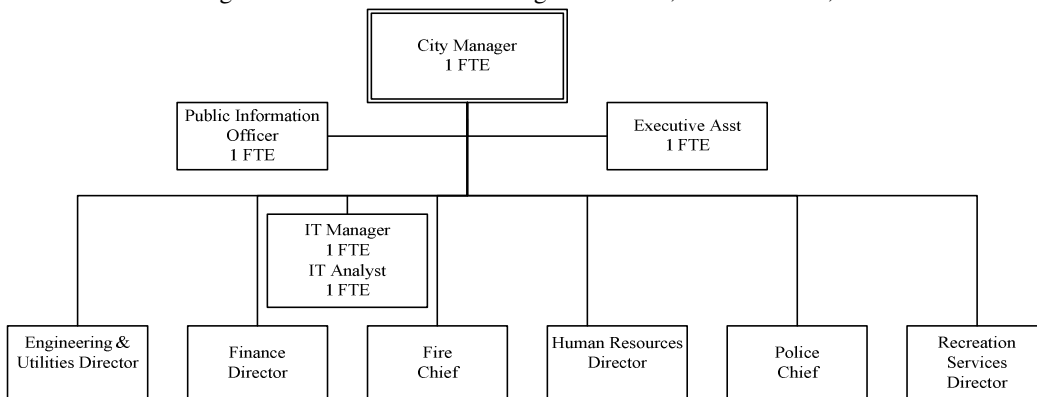 City Manager
1 FTE
Public Information
Officer
1 FTE
Executive Asst
1 FTE
IT Manager
1 FTE
IT Analyst
1 FTE
Engineering &
Utilities Director
Finance
Director
Fire
Chief
Human Resources
Director
Police
Chief
Recreation
Services
Director